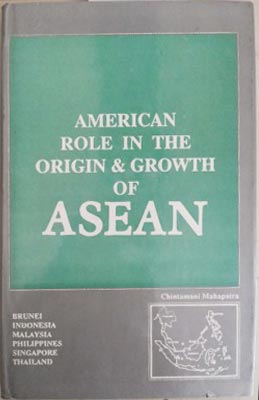 AMERICAN
ROLE IN THE
ORIGIN & GROWTH
OF
ASEAN
Chintamani Mahapatra
BRUNEI
INDONESIA
MALAYSIA
PHILIPPINES
SINGAPORE
THAILAND